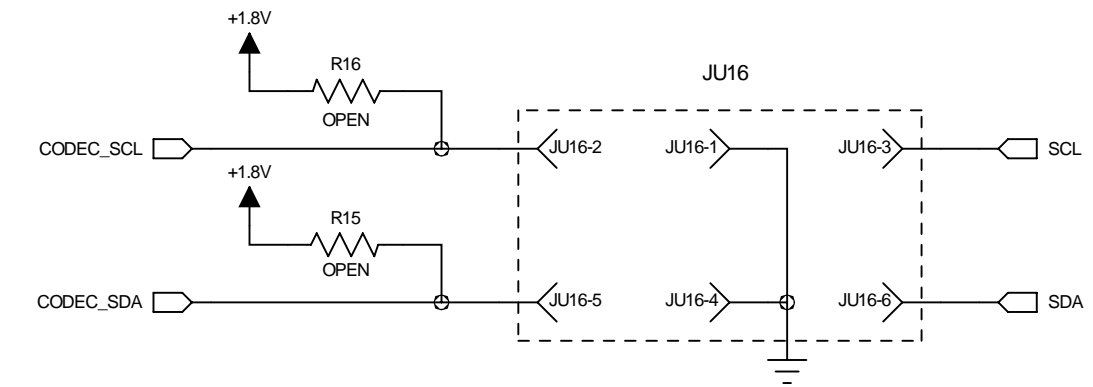 +1.8V
R16
OPEN
JU16
CODEC_SCL
JU16-2
JU16-1
JU16-3
SCL
+1.8V
R15
OPEN
CODEC_SDA
JU16-5
JU16-4
JU16-6
SDA